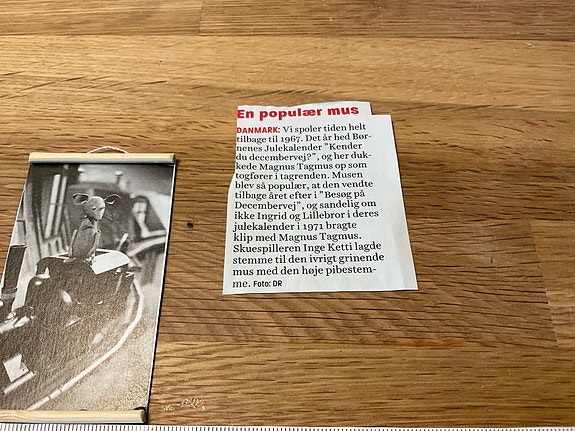 En populær mus
DANMARK: Vi spoler tiden helt
tilbage til 1967. Det år hed Bør-
nenes Julekalender "Kender
du decembervej?", og her duk-
kede Magnus Tagmus op som
togfører i tagrenden. Musen
blev så populær, at den vendte
tilbage året efter i "Besøg på
Decembervej", og sandelig om
ikke Ingrid og Lillebror i deres
julekalender i 1971 bragte
klip med Magnus Tagmus.
Skuespilleren Inge Ketti lagde
stemme til den ivrigt grinende
mus med den høje pibestem-
me. Foto: DR